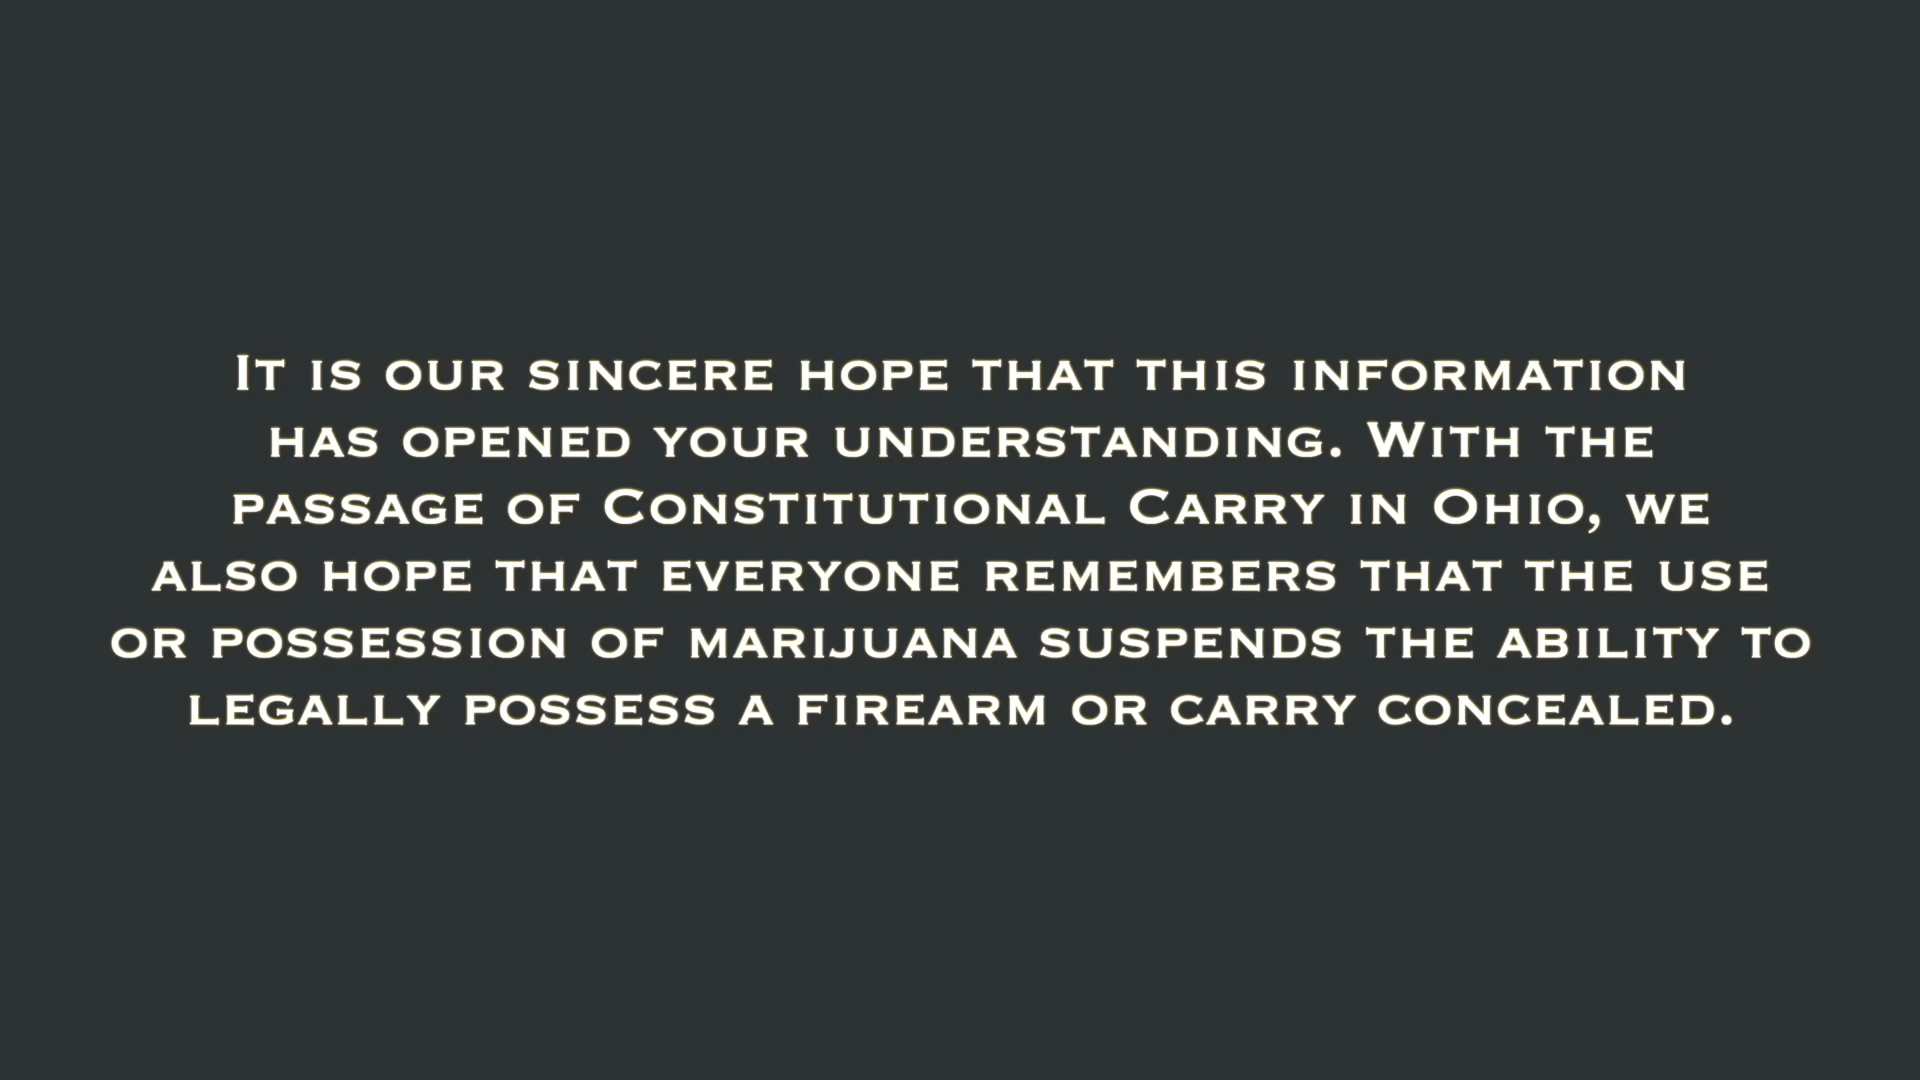 It is our sincere hope that this information
has opened your understanding. With the
passage of Constitutional Carry in Ohio, we
also hope that everyone remembers that the use
or possession of marijuana suspends the ability to
legally possess a firearm or carry concealed.